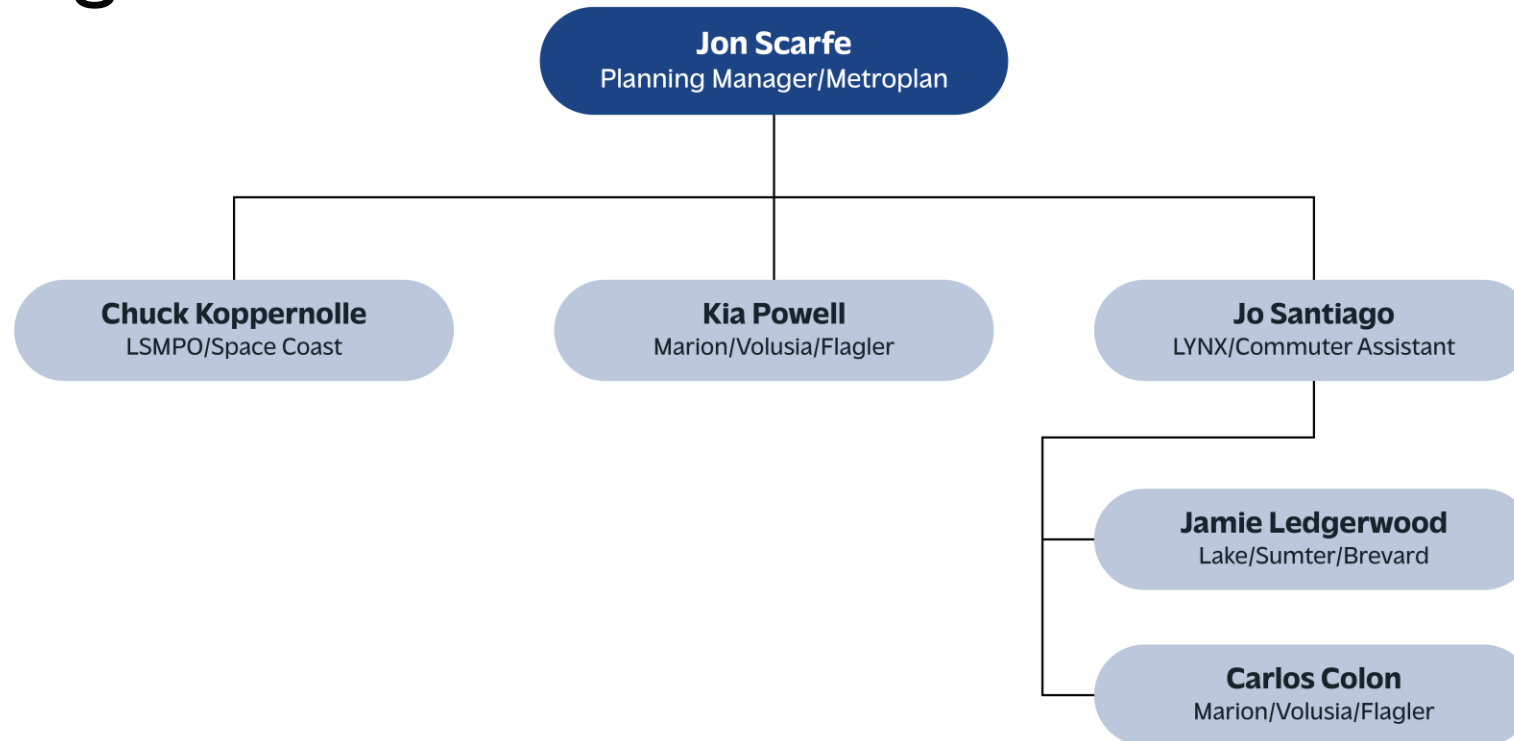 Jon Scarfe
Planning Manager/Metroplan
Chuck Koppernolle
LSMPO/Space Coast
Kia Powell
Marion/Volusia/Flagler
Jo Santiago
LYNX/Commuter Assistant
Jamie Ledgerwood
Lake/Sumter/Brevard
Carlos Colon
Marion/Volusia/Flagler